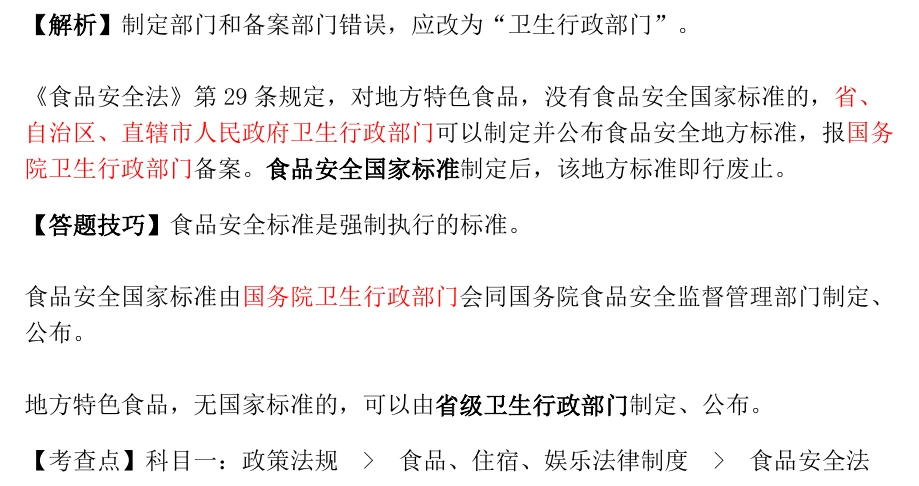 【解析】制定部门和备案部门错误，应改为“卫生行政部门”。
《食品安全法》第 29 条规定，对地方特色食品，没有食品安全国家标准的，省、
自治区、直辖市人民政府卫生行政部门可以制定并公布食品安全地方标准，报国务
院卫生行政部门备案。食品安全国家标准制定后，该地方标准即行废止。
【答题技巧】食品安全标准是强制执行的标准。
食品安全国家标准由国务院卫生行政部门会同国务院食品安全监督管理部门制定、
公布。
地方特色食品，无国家标准的，可以由省级卫生行政部门制定、公布。
【考查点】科目一：政策法规 > 食品、住宿、娱乐法律制度 > 食品安全法